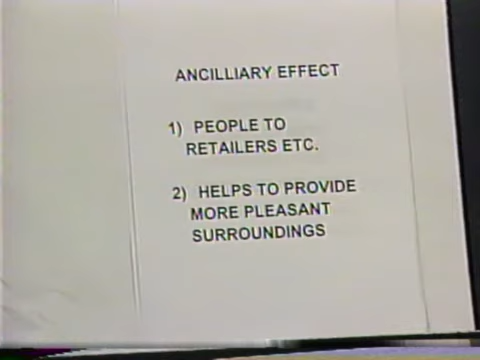 ANCILLIARY EFFECT
1) PEOPLE TO
RETAILERS ETC.
2) HELPS TO PROVIDE
MORE PLEASANT
SURROUNDINGS